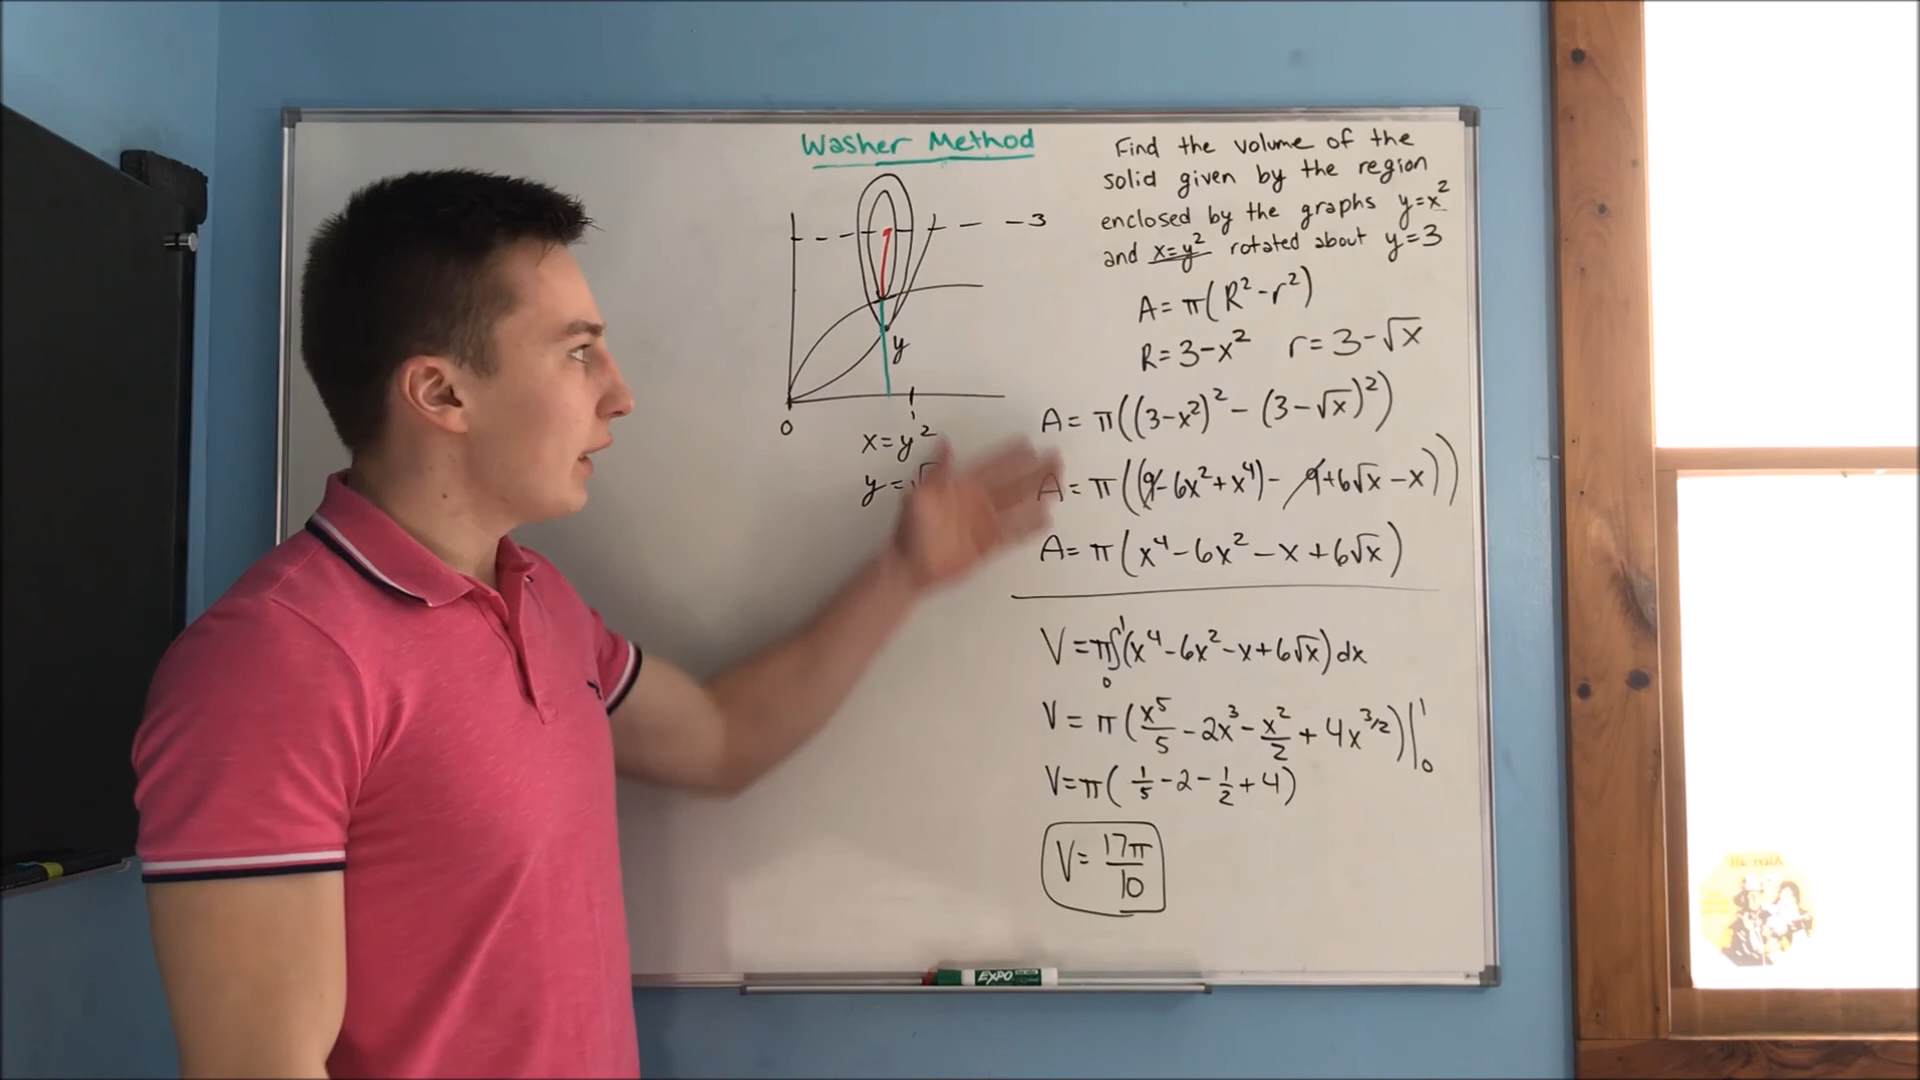 Washer Method
-3
y
0
x=y²
y=√
Find the volume of the
solid given by the region
enclosed by the graphs y=x²
and x=y² rotated about y=3
A=π(R²-r²)
R=3-x² r=3-√x
A=π((3-x²)²-(3-√x)²)
A=π((9-6x²+x⁴)-9+6√x-x))
A=π(x⁴-6x²-x+6√x)
V=π∫₀¹(x⁴-6x²-x+6√x)dx
V=π(x⁵/5-2x³-x²/2+4x^(3/2))|₀¹
V=π(1/5-2-1/2+4)
V=17π/10
EXPO